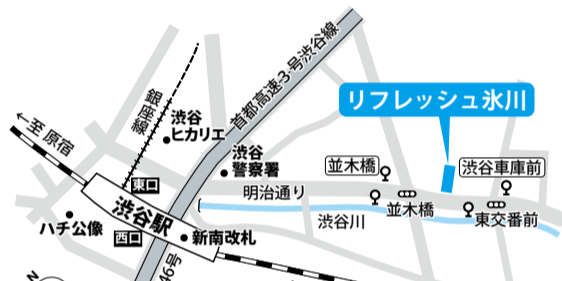 首都高速3号渋谷線
銀座線
渋谷
ヒカリエ
←至 原宿
リフレッシュ氷川
渋谷
警察署
並木橋
渋谷車庫前
東口
明治通り
渋谷駅
渋谷川
並木橋
東交番前
ハチ公像
西口
新南改札
46号
N